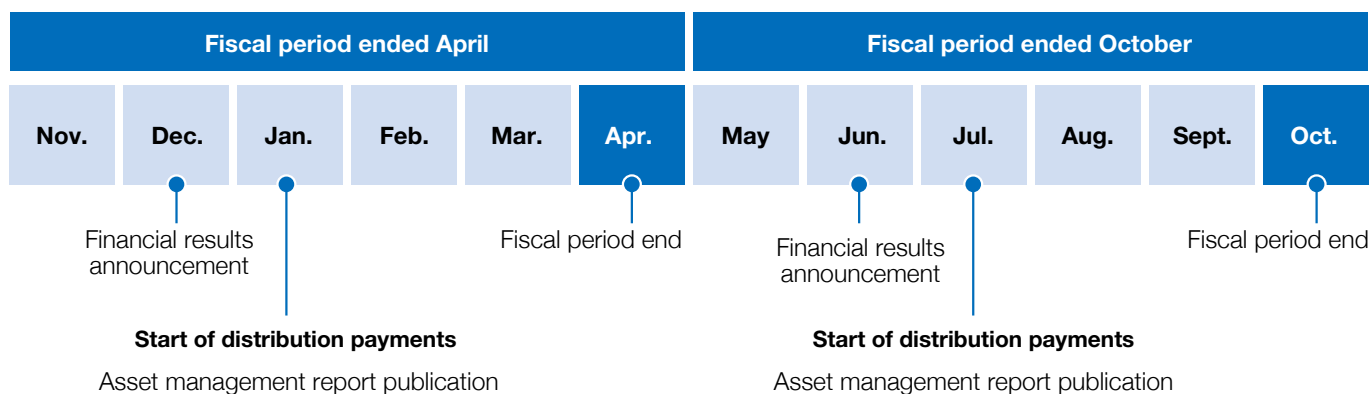 Fiscal period ended April
Fiscal period ended October
Nov.
Dec.
Jan.
Feb.
Mar.
Apr.
May
Jun.
Jul.
Aug.
Sept.
Oct.
Financial results
announcement
Fiscal period end
Financial results
announcement
Fiscal period end
Start of distribution payments
Asset management report publication
Start of distribution payments
Asset management report publication